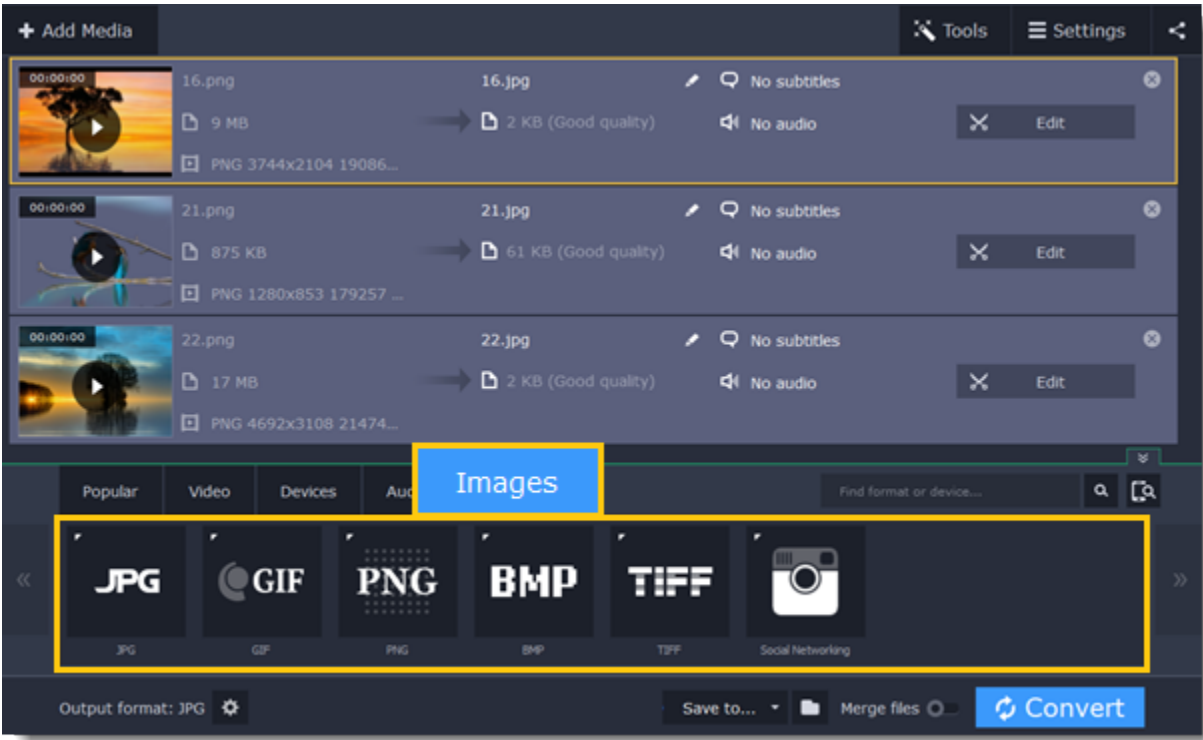 Add Media
Tools
Settings
00:00:00
16.png
16.jpg
No subtitles
9 MB
2 KB (Good quality)
No audio
Edit
PNG 3744x2104 19086...
00:00:00
21.png
21.jpg
No subtitles
875 KB
61 KB (Good quality)
No audio
Edit
PNG 1280x853 179257 ...
00:00:00
22.png
22.jpg
No subtitles
17 MB
2 KB (Good quality)
No audio
Edit
PNG 4692x3108 21474...
Popular
Video
Devices
Au
Images
Find format or device...
JPG
GIF
PNG
BMP
TIFF
JPG
GIF
PNG
BMP
TIFF
Social Networking
Output format: JPG
Save to...
Merge files
Convert